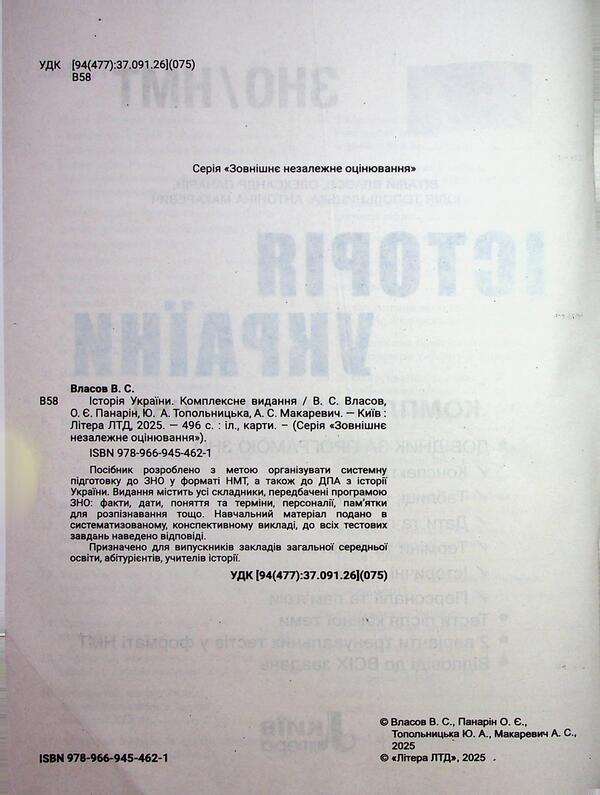 УДК [94(477):37.091.26](075)
В58
Серія «Зовнішнє незалежне оцінювання»
Власов В. С.
В58 Історія України. Комплексне видання / В. С. Власов,
О. Є. Панарін, Ю. А. Топольницька, А. С. Макаревич. — Київ :
Літера ЛТД, 2025. — 496 с. : іл., карти. — (Серія «Зовнішнє
незалежне оцінювання»).
ISBN 978-966-945-462-1
Посібник розроблено з метою організувати системну
підготовку до ЗНО у форматі НМТ, а також до ДПА з історії
України. Видання містить усі складники, передбачені програмою
ЗНО: факти, дати, поняття та терміни, персоналії, пам'ятки
для розпізнавання тощо. Навчальний матеріал подано в
систематизованому, конспективному викладі, до всіх тестових
завдань наведено відповіді.
Призначено для випускників закладів загальної середньої
освіти, абітурієнтів, учителів історії.
УДК [94(477):37.091.26](075)
© Власов В. С., Панарін О. Є.,
Топольницька Ю. А., Макаревич А. С.,
2025
ISBN 978-966-945-462-1
© «Літера ЛТД», 2025